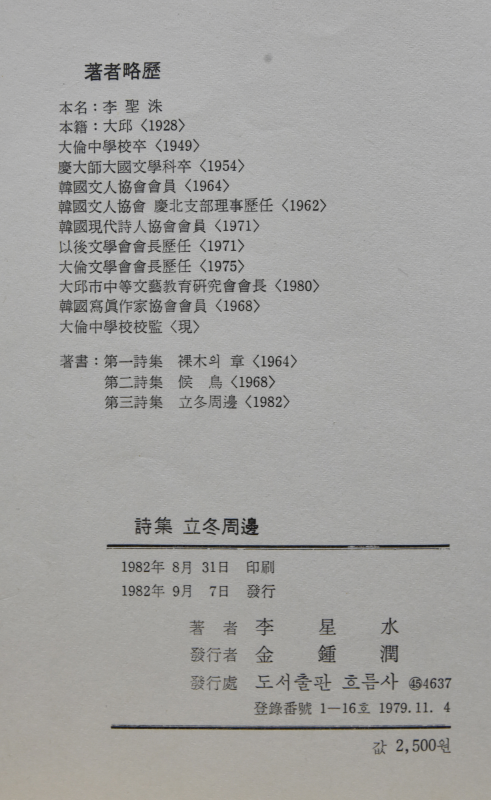 著者略歷
本名：李 聖 洙
本籍：大邱〈1928〉
大倫中學校卒〈1949〉
慶大師大國文學科卒〈1954〉
韓國文人協會會員〈1964〉
韓國文人協會 慶北支部理事歷任〈1962〉
韓國現代詩人協會會員〈1971〉
以後文學會會長歷任〈1971〉
大倫文學會會長歷任〈1975〉
大邱市中等文藝敎育硏究會會長〈1980〉
韓國寫眞作家協會會員〈1968〉
大倫中學校校監〈現〉
著書：第一詩集 裸木의 章〈1964〉
第二詩集 候 鳥〈1968〉
第三詩集 立冬周邊〈1982〉
詩集 立冬周邊
1982年 8月 31日 印刷
1982年 9月 7日 發行
著 者 李 星 水
發行者 金 鍾 潤
發行處 도서출판 흐름사 ㊺4637
登錄番號 1—16호 1979. 11. 4
값 2,500원